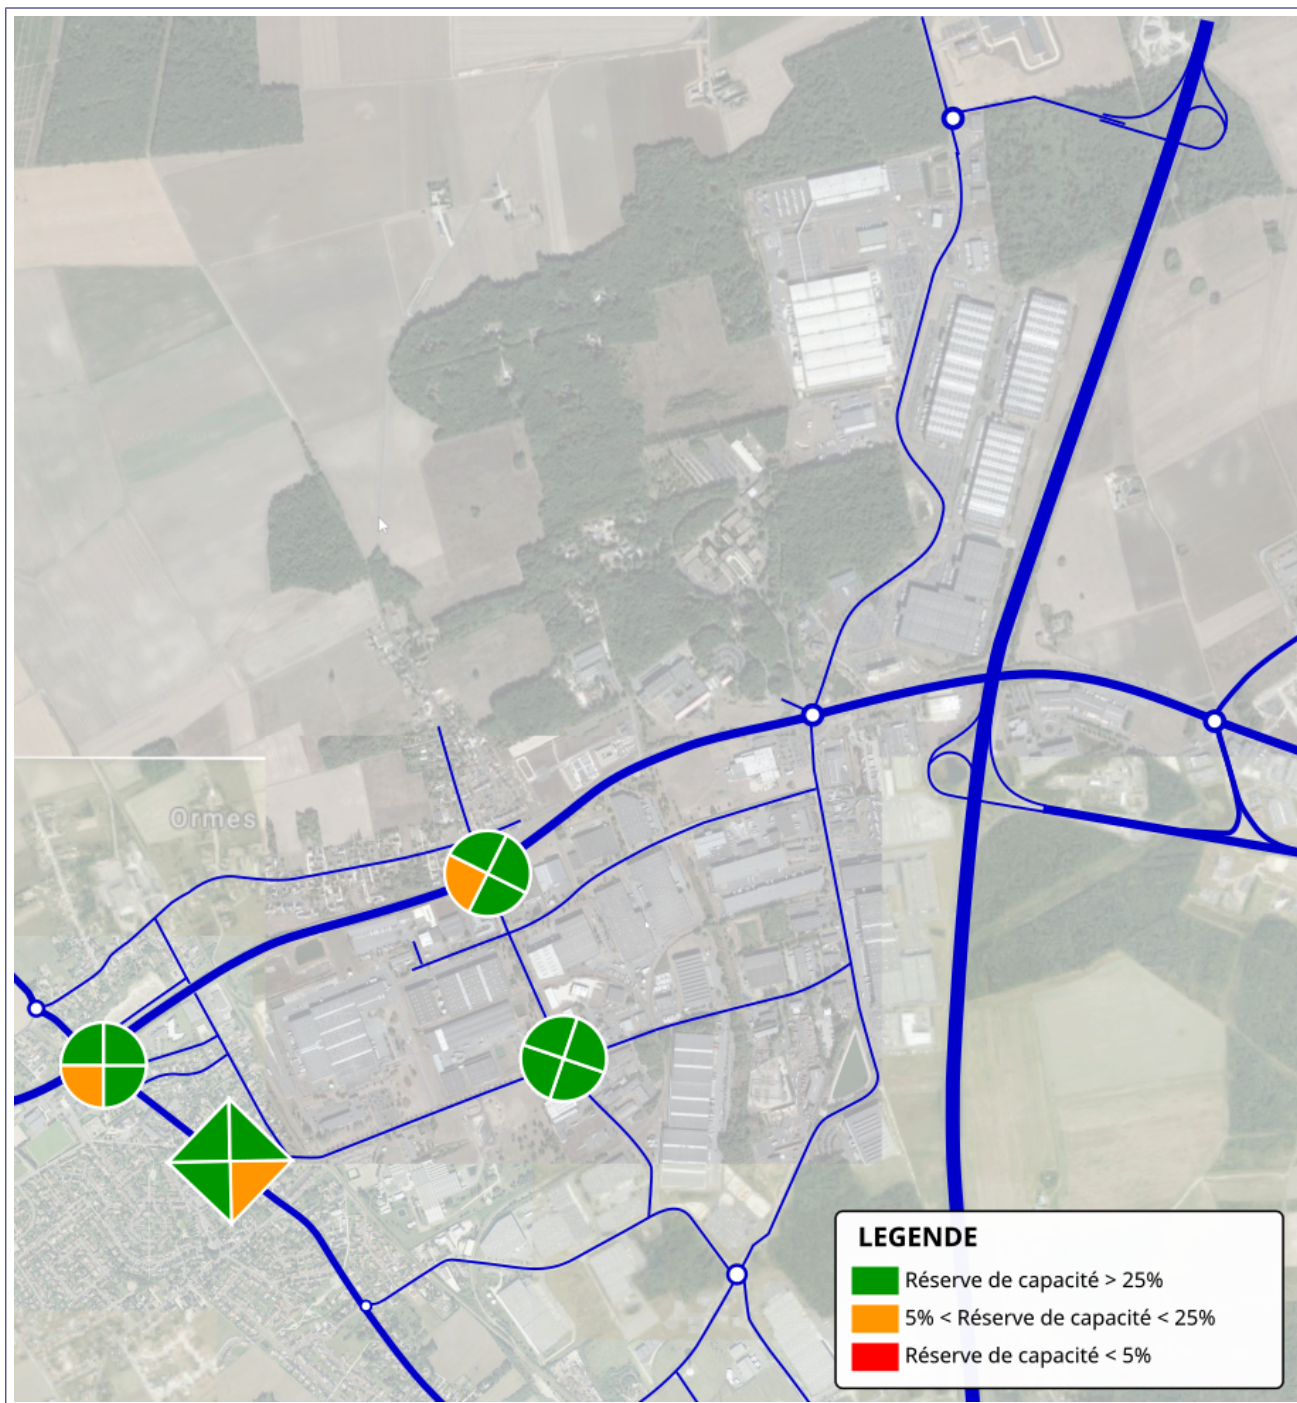 Ormes
LEGENDE
Réserve de capacité > 25%
5% < Réserve de capacité < 25%
Réserve de capacité < 5%